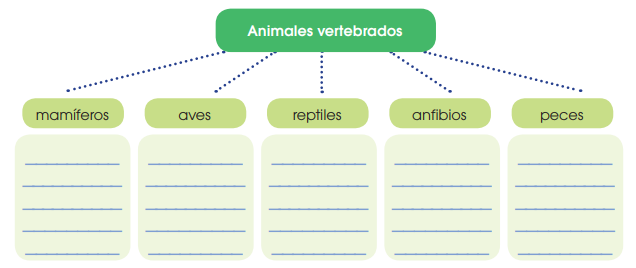 Animales vertebrados
mamíferos
aves
reptiles
anfibios
peces